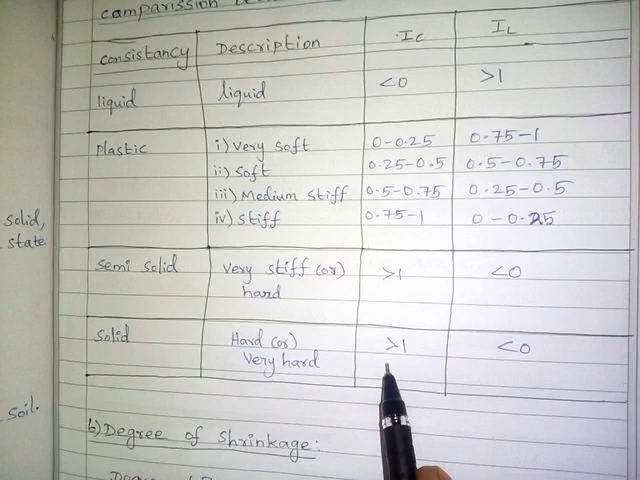 comparission
consistancy Description Ic IL
liquid liquid <0 >1
plastic i) Very soft 0-0.25 0.75-1
ii) soft 0.25-0.5 0.5-0.75
iii) Medium stiff 0.5-0.75 0.25-0.5
iv) stiff 0.75-1 0-0.25
solid,
state
semi solid Very stiff (or) >1 <0
hard
solid Hard (or) >1 <0
Very hard
soil.
b) Degree of shrinkage: